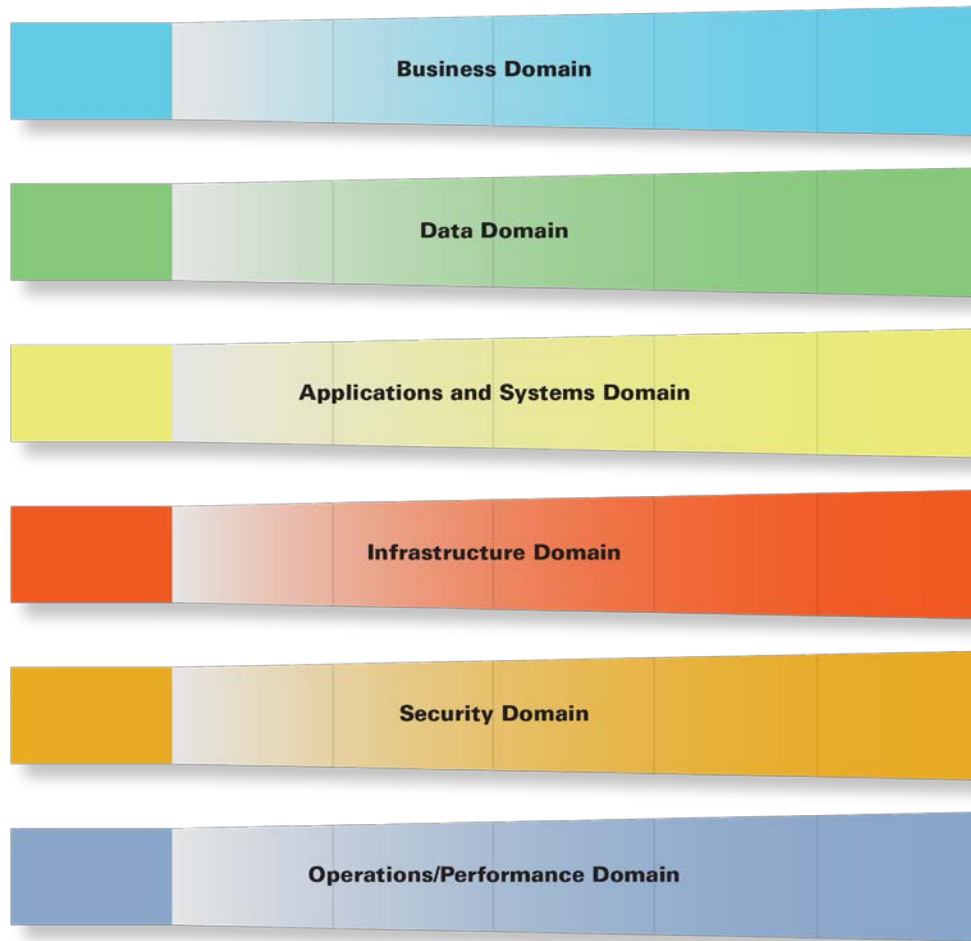 Business Domain
Data Domain
Applications and Systems Domain
Infrastructure Domain
Security Domain
Operations/Performance Domain